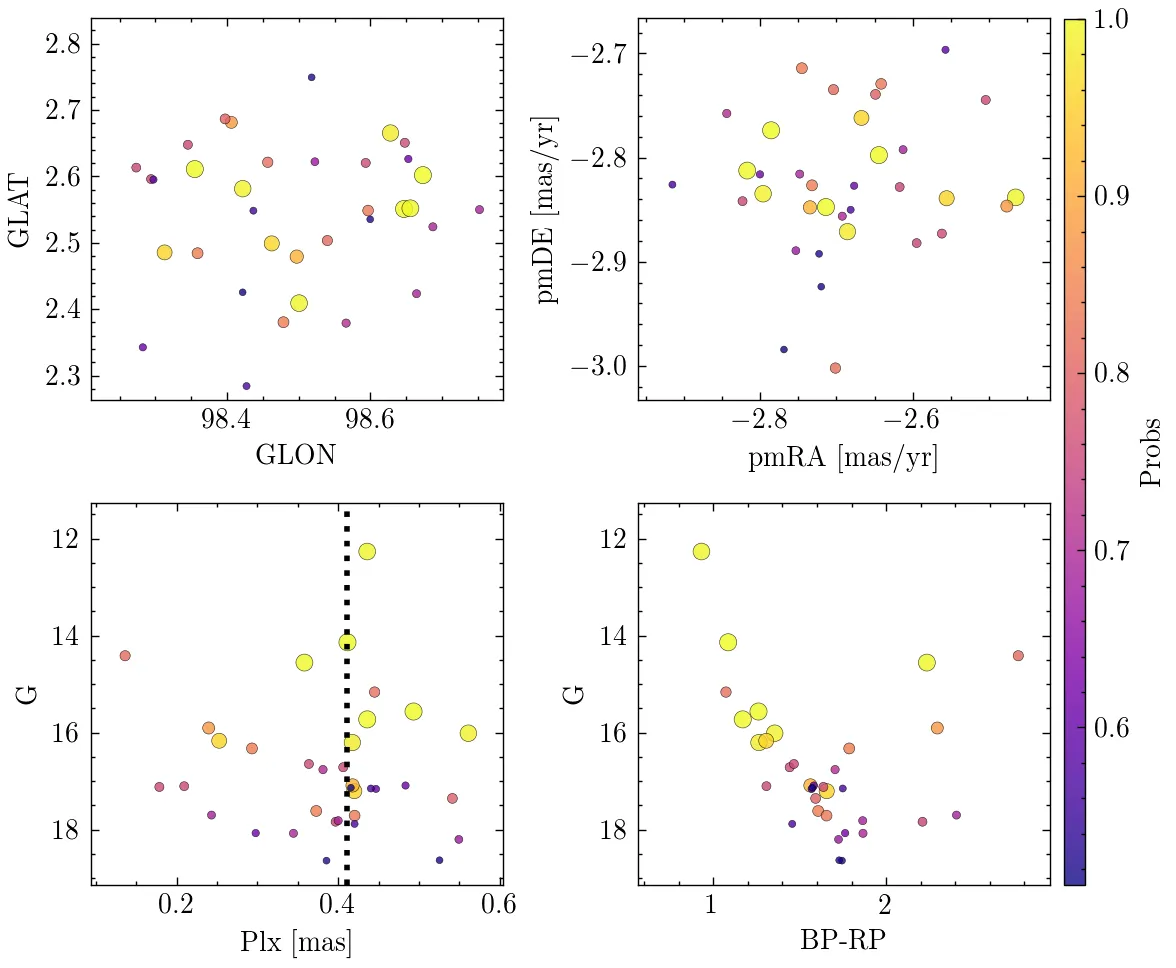 2.8
2.7
2.6
2.5
2.4
2.3
GLAT
98.4 98.6
GLON
−2.7
−2.8
−2.9
−3.0
pmDE [mas/yr]
−2.8 −2.6
pmRA [mas/yr]
1.0
0.9
0.8
0.7
0.6
Probs
12
14
16
18
G
0.2 0.4 0.6
Plx [mas]
12
14
16
18
G
1 2
BP-RP